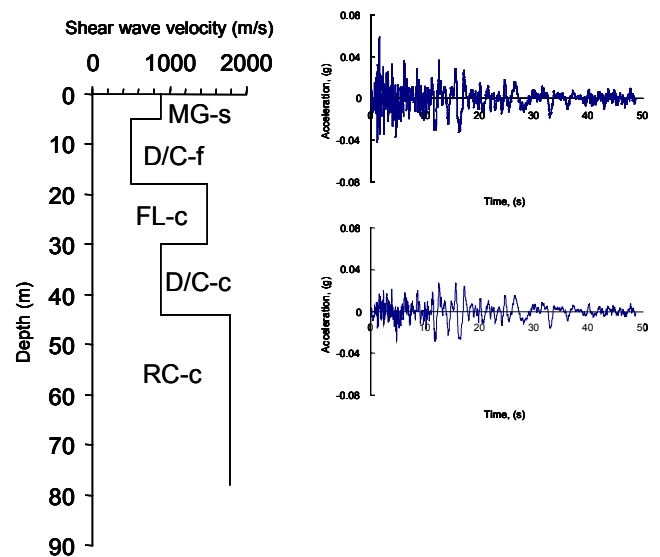 Shear wave velocity (m/s)
0 1000 2000
0
10
20
30
40
50
60
70
80
90
Depth (m)
MG-s
D/C-f
FL-c
D/C-c
RC-c
0.08
0.04
0
-0.04
-0.08
Acceleration, (g)
0 10 20 30 40 50
Time, (s)
0.08
0.04
0
-0.04
-0.08
Acceleration, (g)
0 10 20 30 40 50
Time, (s)